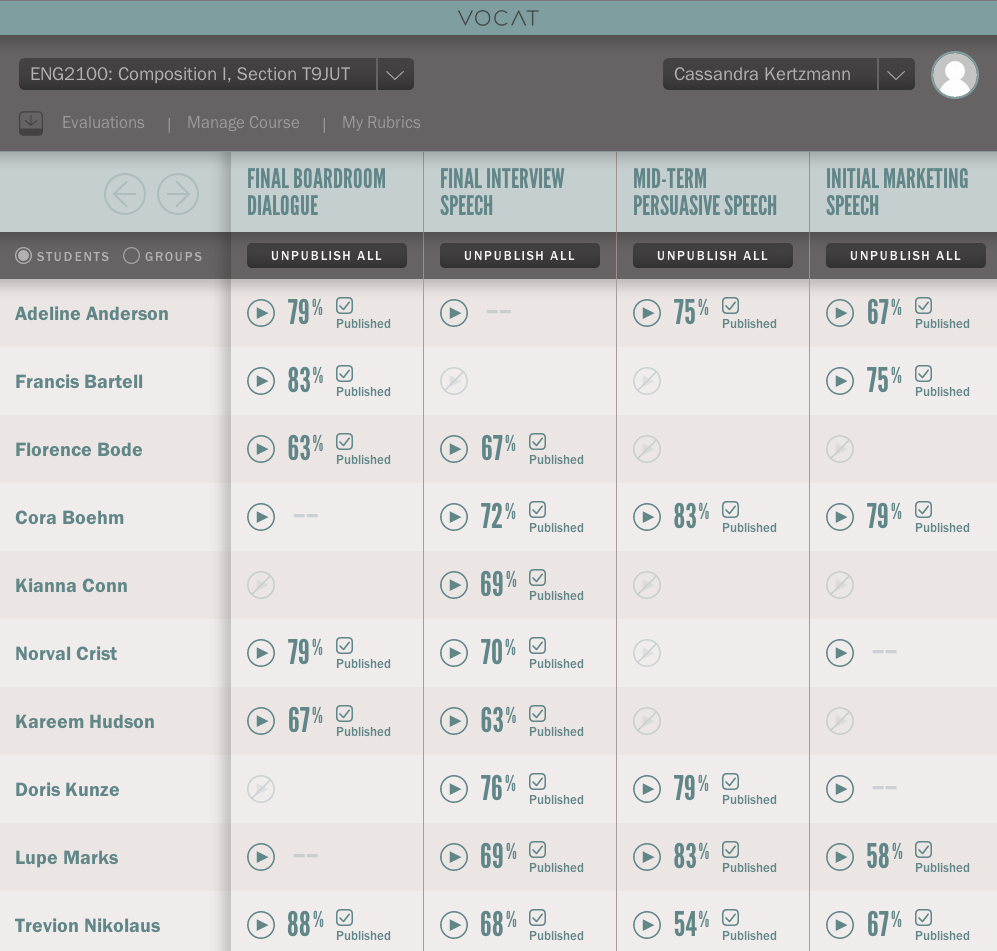 VOCAT
ENG2100: Composition I, Section T9JUT
Cassandra Kertzmann
Evaluations | Manage Course | My Rubrics
FINAL BOARDROOM DIALOGUE
FINAL INTERVIEW SPEECH
MID-TERM PERSUASIVE SPEECH
INITIAL MARKETING SPEECH
STUDENTS GROUPS UNPUBLISH ALL UNPUBLISH ALL UNPUBLISH ALL UNPUBLISH ALL
Adeline Anderson 79% Published -- 75% Published 67% Published
Francis Bartell 83% Published 75% Published
Florence Bode 63% Published 67% Published
Cora Boehm -- 72% Published 83% Published 79% Published
Kianna Conn 69% Published
Norval Crist 79% Published 70% Published --
Kareem Hudson 67% Published 63% Published
Doris Kunze 76% Published 79% Published --
Lupe Marks -- 69% Published 83% Published 58% Published
Trevion Nikolaus 88% Published 68% Published 54% Published 67% Published